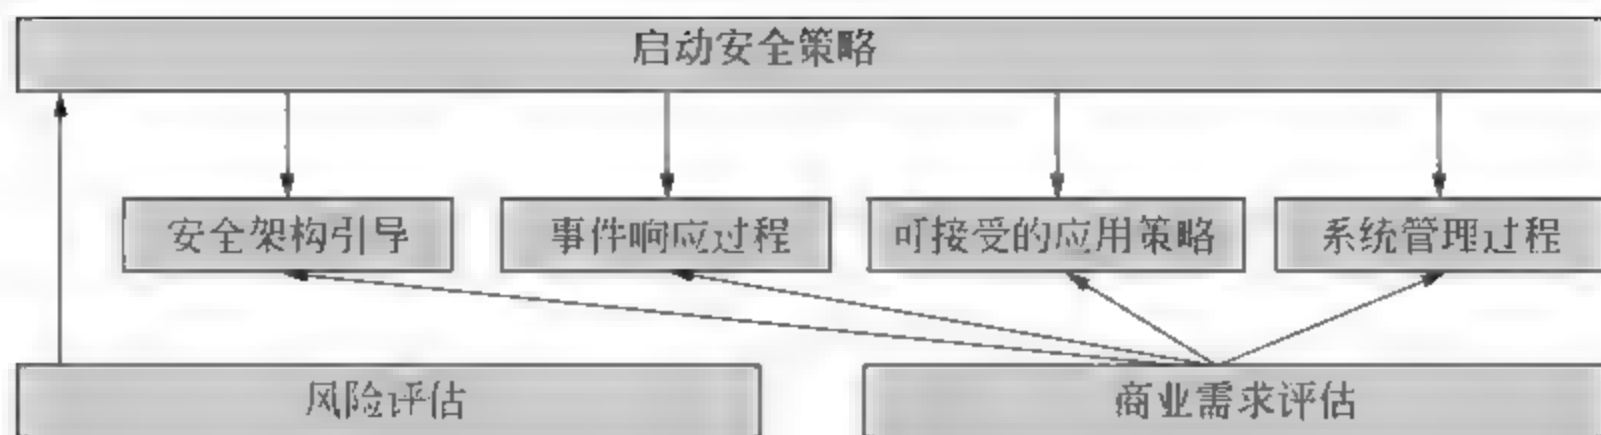 启动安全策略
安全架构引导
事件响应过程
可接受的应用策略
系统管理过程
风险评估
商业需求评估